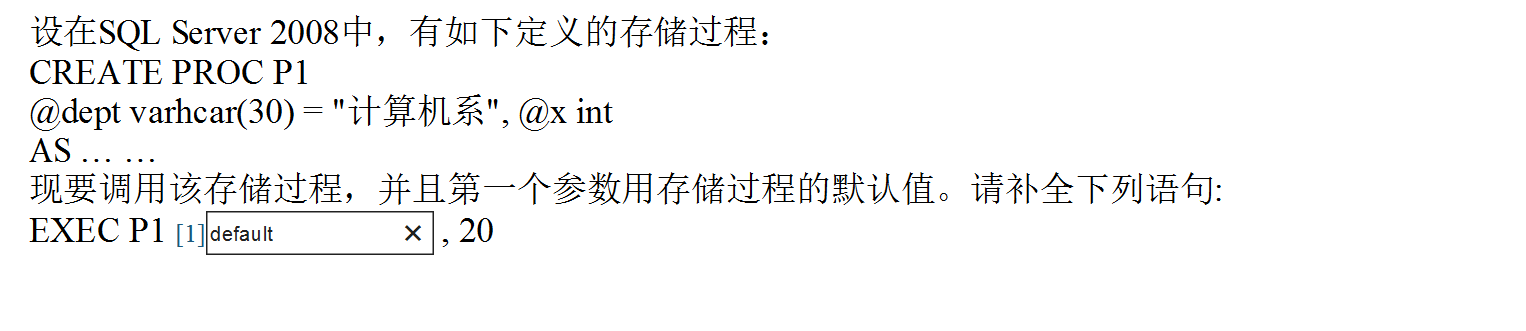 设在SQL Server 2008中，有如下定义的存储过程：
CREATE PROC P1
@dept varhcar(30) = "计算机系", @x int
AS … …
现要调用该存储过程，并且第一个参数用存储过程的默认值。请补全下列语句:
EXEC P1 [1] default × , 20